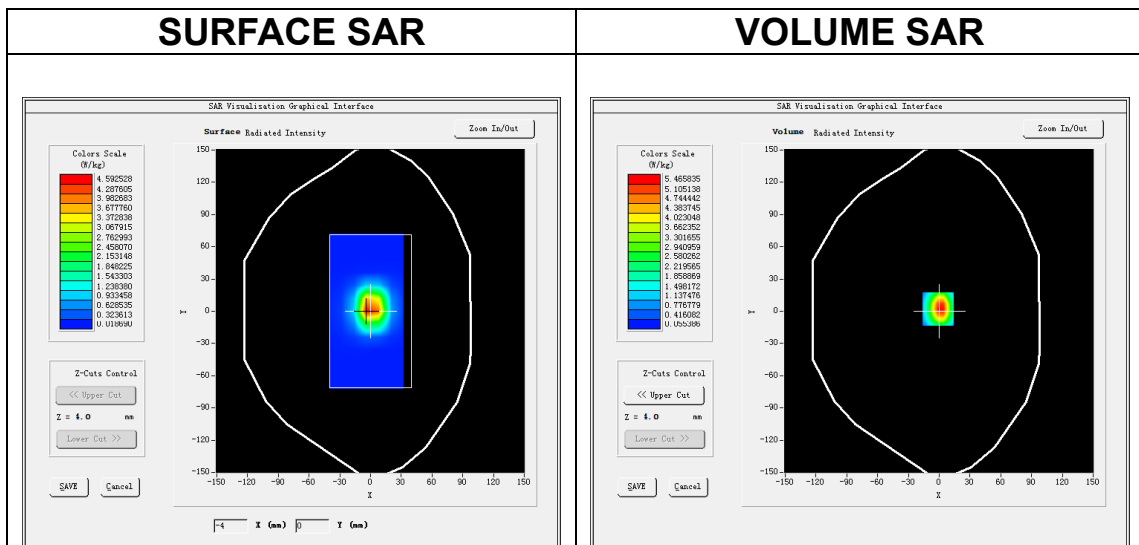 SURFACE SAR
VOLUME SAR
SAR Visualisation Graphical Interface
Surface Radiated Intensity
Zoom In/Out
Colors Scale
(W/kg)
4.592528
4.287605
3.982683
3.677760
3.372838
3.067915
2.762993
2.458070
2.153148
1.848225
1.543303
1.238380
0.933458
0.628535
0.323613
0.018690
Z-Cuts Control
<< Upper Cut
Z = 4.0 mm
Lower Cut >>
SAVE Cancel
150
120
90
60
30
0
-30
-60
-90
-120
-150
Y
-150 -120 -90 -60 -30 0 30 60 90 120 150
X
-4 X (mm) 0 Y (mm)
SAR Visualisation Graphical Interface
Volume Radiated Intensity
Zoom In/Out
Colors Scale
(W/kg)
5.465835
5.105138
4.744442
4.383745
4.023048
3.662352
3.301655
2.940959
2.580262
2.219565
1.858869
1.498172
1.137476
0.776779
0.416082
0.055386
Z-Cuts Control
<< Upper Cut
Z = 4.0 mm
Lower Cut >>
SAVE Cancel
150
120
90
60
30
0
-30
-60
-90
-120
-150
Y
-150 -120 -90 -60 -30 0 30 60 90 120 150
X